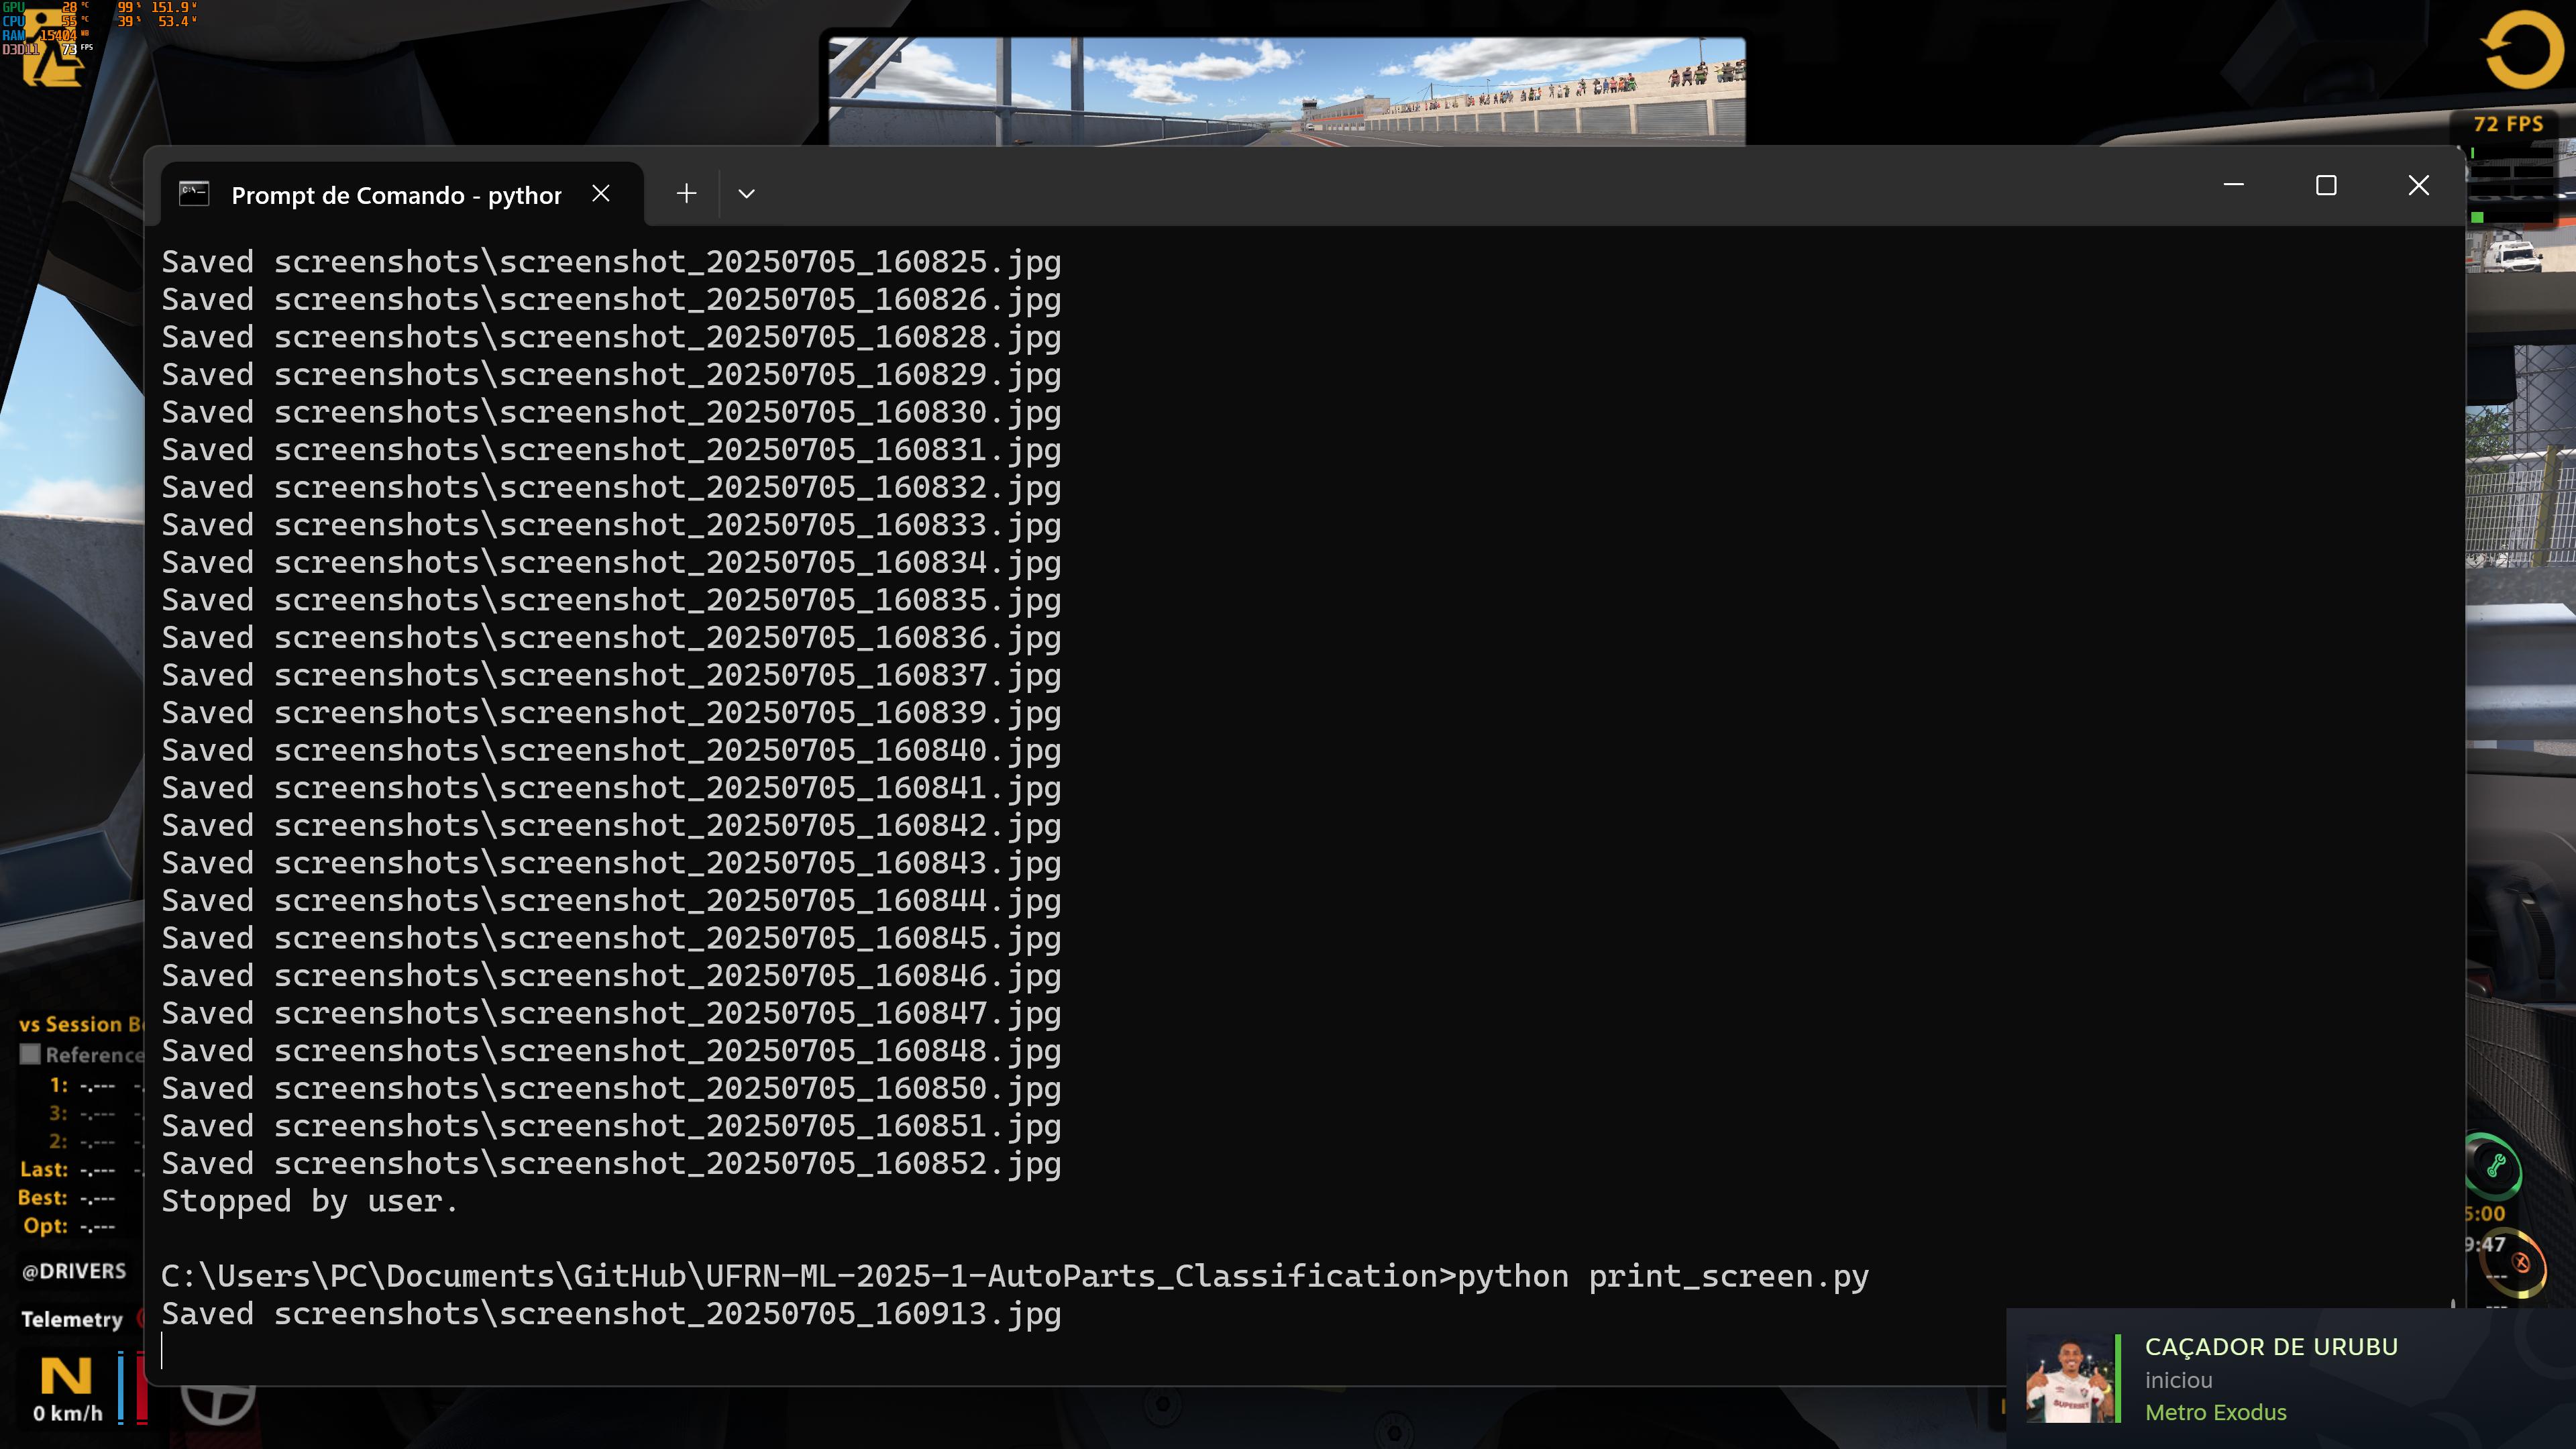 GPU 28 °C 99 % 151.9 W
CPU 55 °C 39 % 53.4 W
RAM 15404 MB
D3D11 73 FPS
72 FPS
Prompt de Comando - python
Saved screenshots\screenshot_20250705_160825.jpg
Saved screenshots\screenshot_20250705_160826.jpg
Saved screenshots\screenshot_20250705_160828.jpg
Saved screenshots\screenshot_20250705_160829.jpg
Saved screenshots\screenshot_20250705_160830.jpg
Saved screenshots\screenshot_20250705_160831.jpg
Saved screenshots\screenshot_20250705_160832.jpg
Saved screenshots\screenshot_20250705_160833.jpg
Saved screenshots\screenshot_20250705_160834.jpg
Saved screenshots\screenshot_20250705_160835.jpg
Saved screenshots\screenshot_20250705_160836.jpg
Saved screenshots\screenshot_20250705_160837.jpg
Saved screenshots\screenshot_20250705_160839.jpg
Saved screenshots\screenshot_20250705_160840.jpg
Saved screenshots\screenshot_20250705_160841.jpg
Saved screenshots\screenshot_20250705_160842.jpg
Saved screenshots\screenshot_20250705_160843.jpg
Saved screenshots\screenshot_20250705_160844.jpg
Saved screenshots\screenshot_20250705_160845.jpg
Saved screenshots\screenshot_20250705_160846.jpg
Saved screenshots\screenshot_20250705_160847.jpg
Saved screenshots\screenshot_20250705_160848.jpg
Saved screenshots\screenshot_20250705_160850.jpg
Saved screenshots\screenshot_20250705_160851.jpg
Saved screenshots\screenshot_20250705_160852.jpg
Stopped by user.
C:\Users\PC\Documents\GitHub\UFRN-ML-2025-1-AutoParts_Classification>python print_screen.py
Saved screenshots\screenshot_20250705_160913.jpg
vs Session
Reference
1: -.---
3: -.---
2: -.---
Last: -.---
Best: -.---
Opt: -.---
@DRIVERS
Telemetry
N
0 km/h
5:00
9:47
---
CAÇADOR DE URUBU
iniciou
Metro Exodus